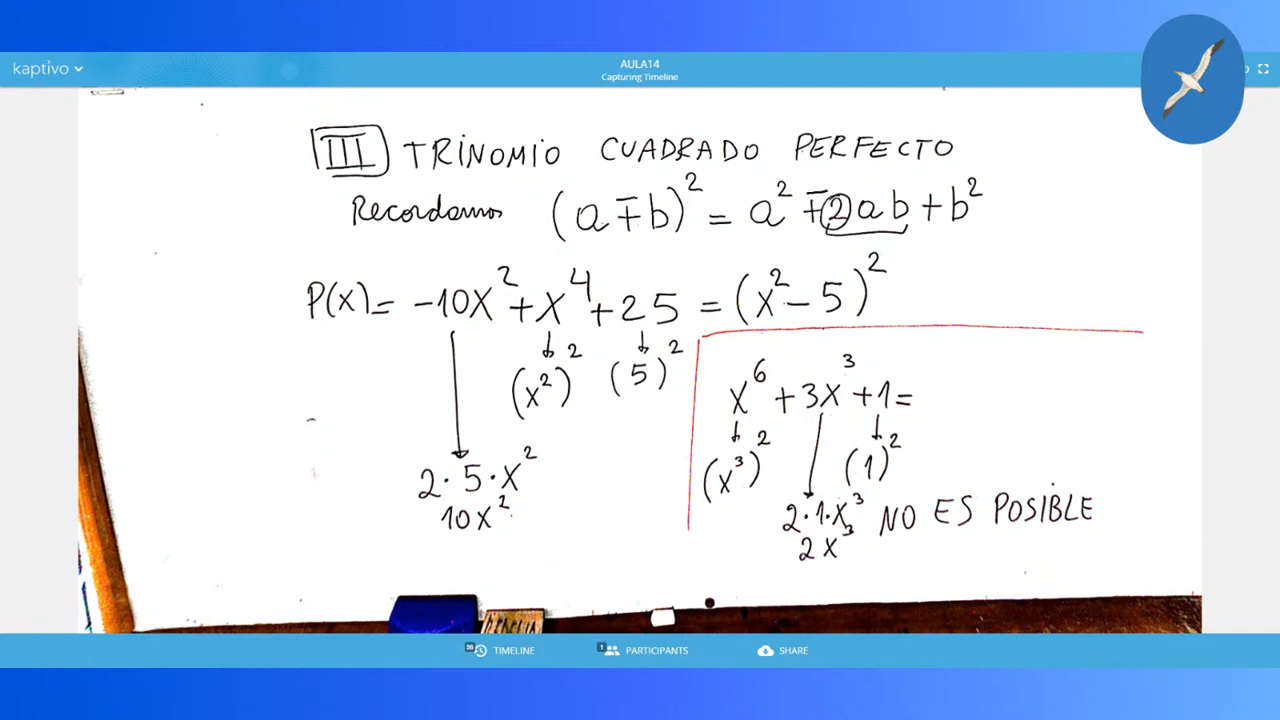 kaptivo
AULA14
Capturing Timeline
III TRINOMIO CUADRADO PERFECTO
Recordamos (a∓b)² = a² ∓2ab + b²
P(x)= -10x² + x⁴ + 25 = (x² - 5)²
(x²)² (5)²
2·5·x²
10x²
x⁶ + 3x³ + 1 =
(x³)² (1)²
2·1·x³ NO ES POSIBLE
2x³
38 TIMELINE
1 PARTICIPANTS
SHARE